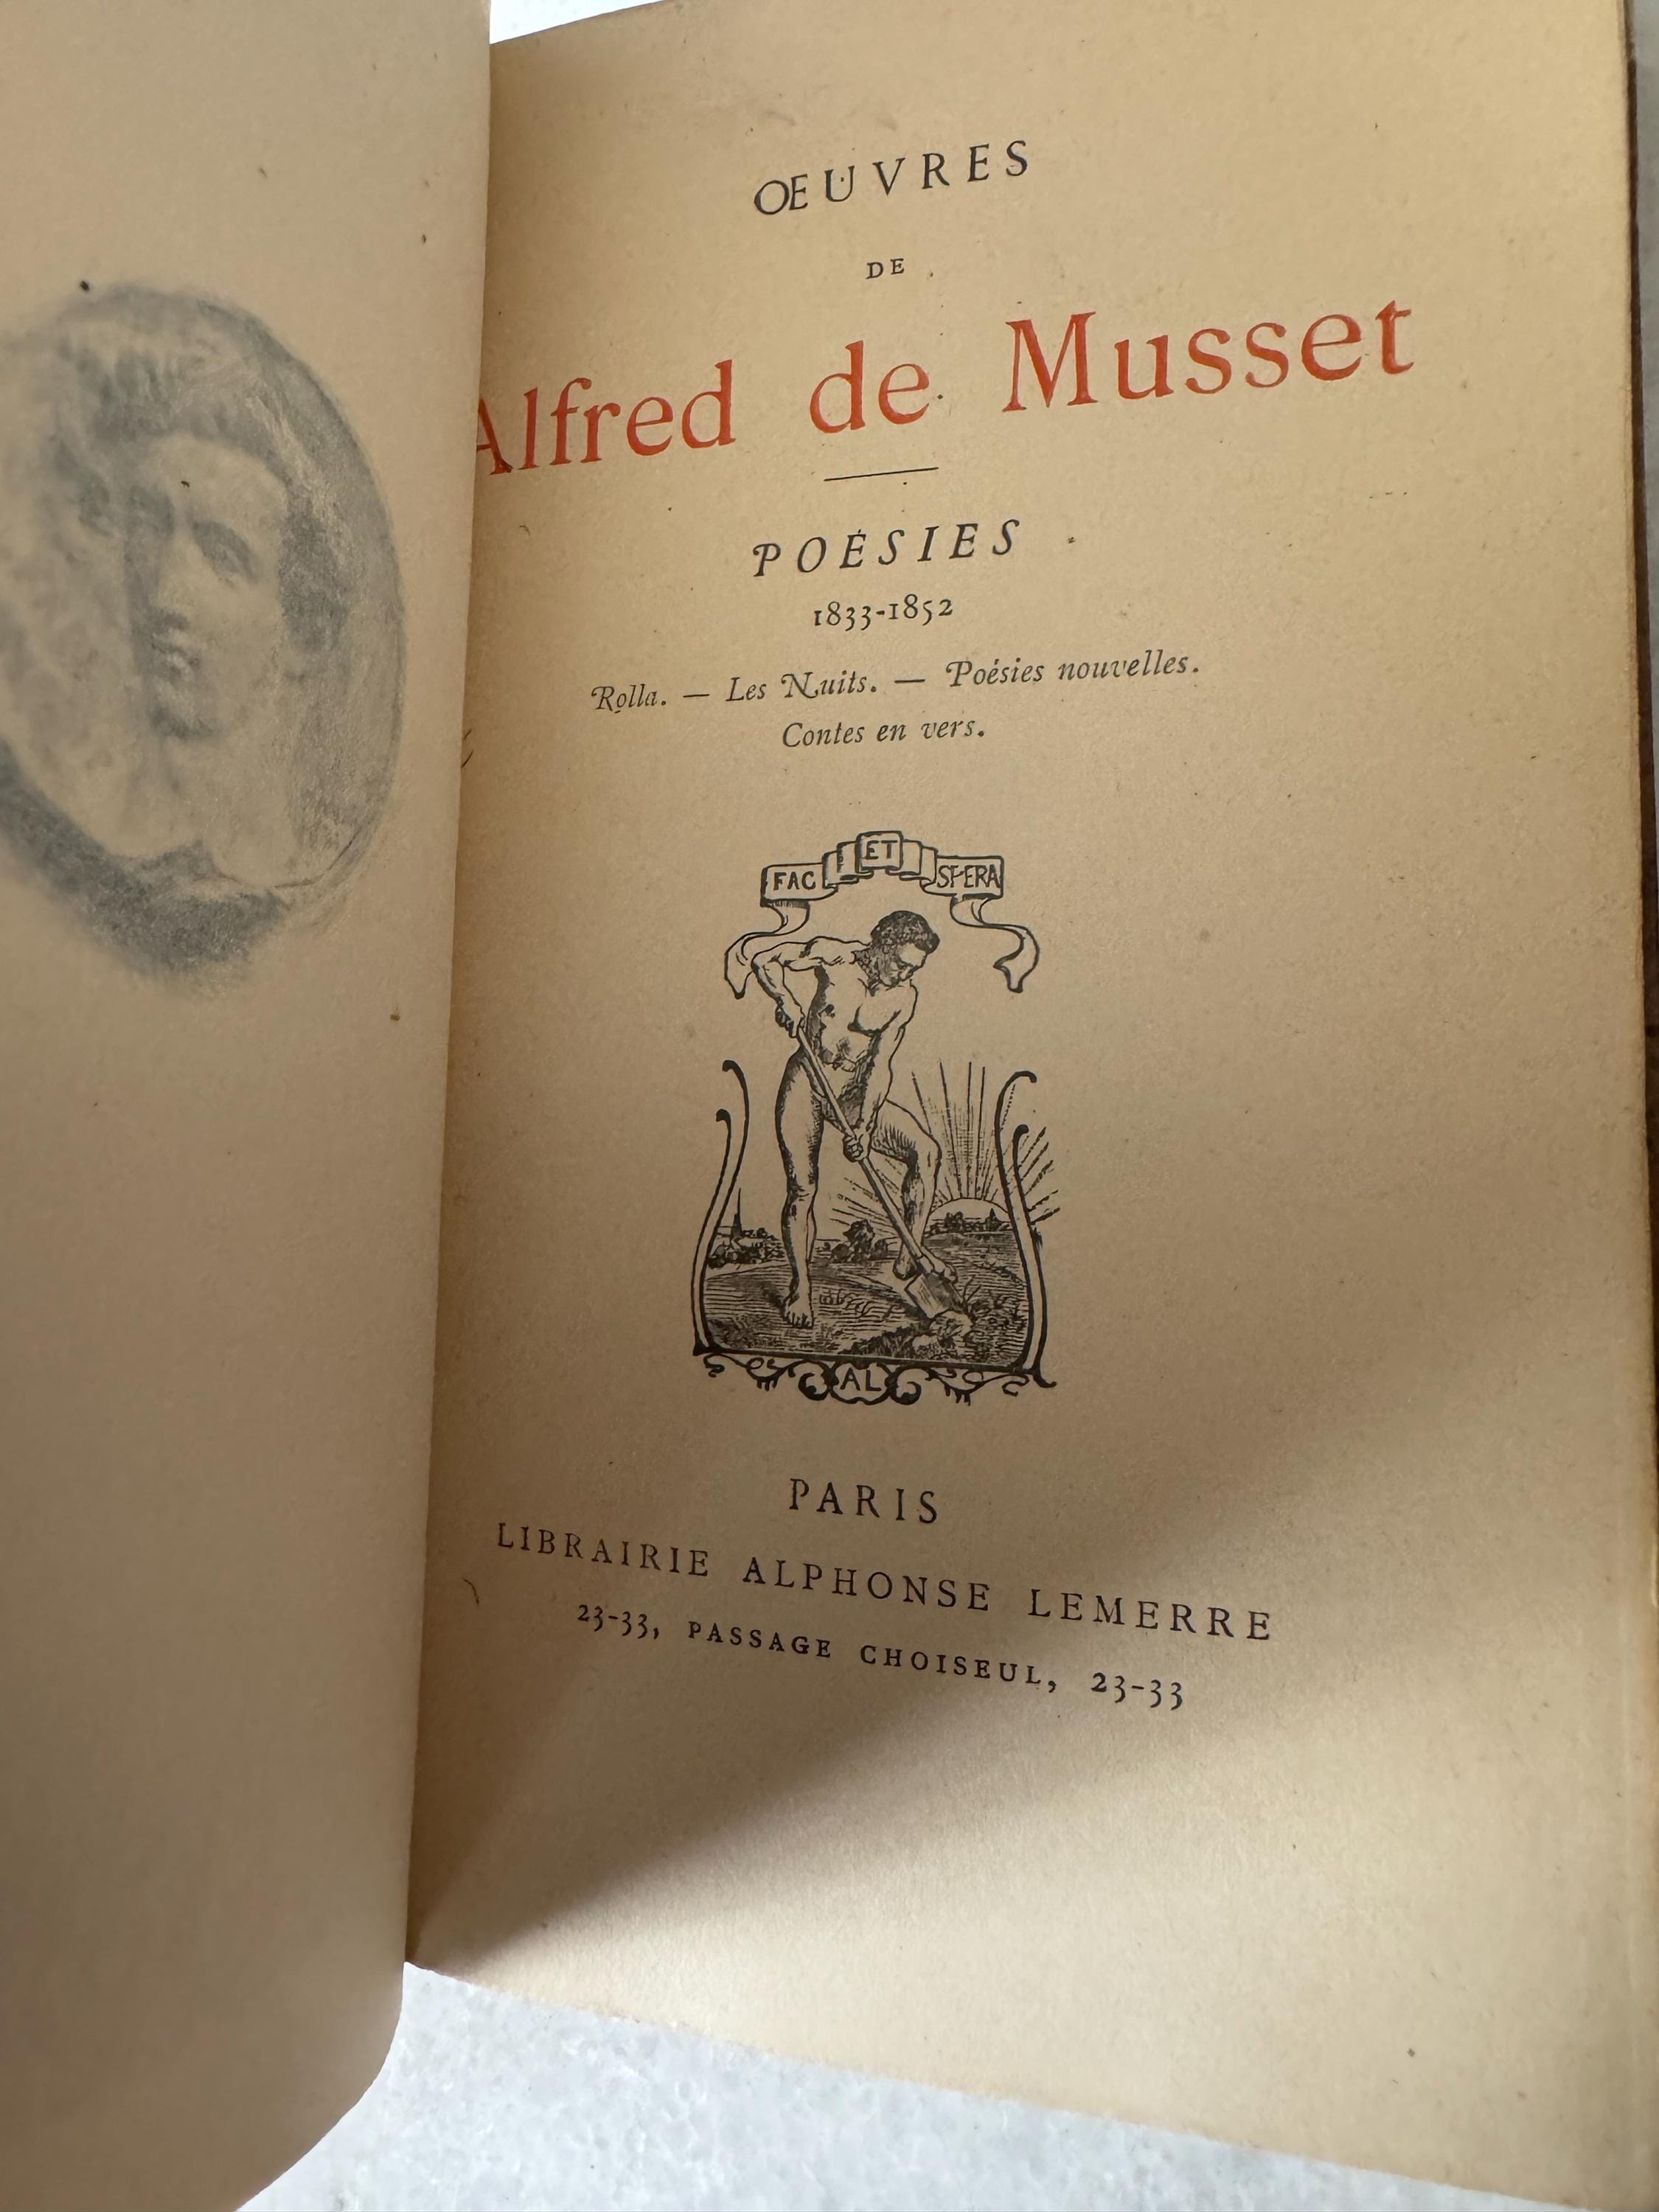 ŒUVRES
DE
Alfred de Musset
POÉSIES
1833-1852
Rolla. — Les Nuits. — Poésies nouvelles.
Contes en vers.
FAC ET SPERA
AL
PARIS
LIBRAIRIE ALPHONSE LEMERRE
23-33, PASSAGE CHOISEUL, 23-33